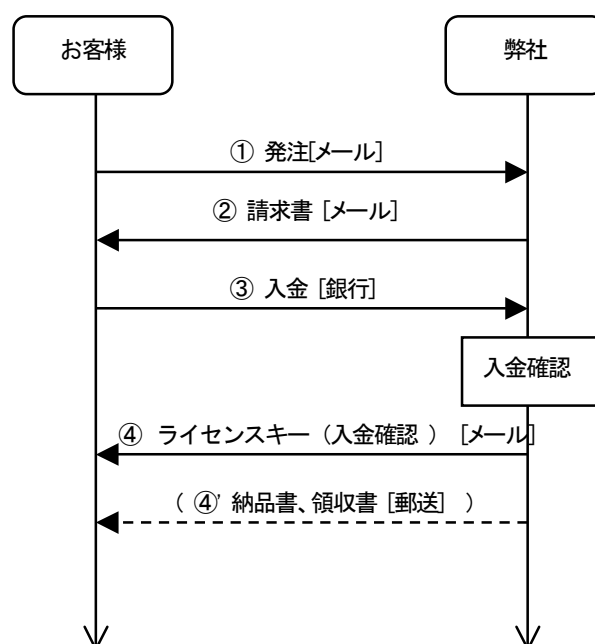 お客様
弊社
① 発注[メール]
② 請求書 [メール]
③ 入金 [銀行]
入金確認
④ ライセンスキー（入金確認 ） [メール]
（ ④’ 納品書、領収書 [郵送] ）